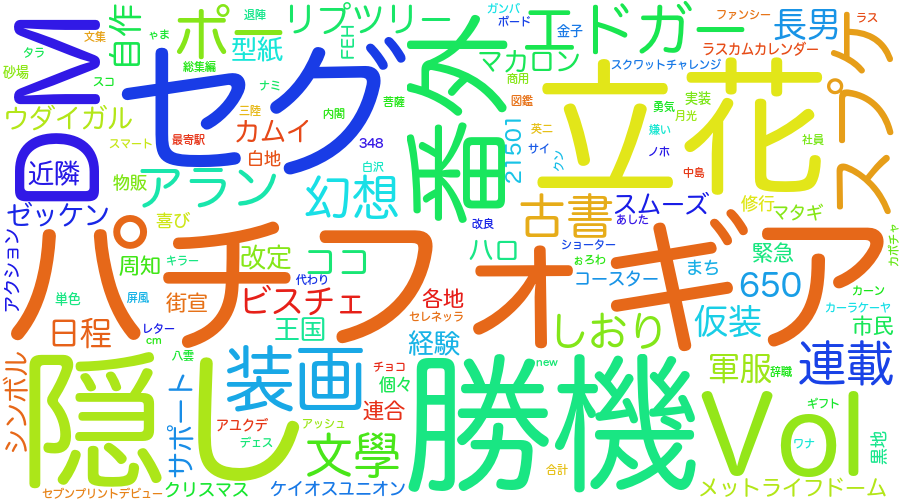 DM
セグ
番外
立花
パチフォギア
隠し
勝機
Vol
スプケ
エドガー
ポー
リプツリー
自作
型紙
長男
マカロン
ウダイガル
近隣
アラン
カムイ
幻想
古書
スムーズ
ゼッケン
物販
白地
修行
マタギ
ハロ
ココ
改定
周知
喜び
アクション
街宣
ビスチェ
王国
日程
各地
経験
しおり
仮装
650
コースター
まち
緊急
市民
連載
軍服
装画
文學
連合
個々
サポート
シンボル
クリスマス
ケイオスユニオン
メットライフドーム
セブンプリントデビュー
黒地
ギフト
ワナ
辞職
合計
new
チョコ
アユクデ
アッシュ
デェス
八雲
cm
レター
単色
屏風
キラー
代わり
セレネッラ
改良
ショーター
ぉろわ
あした
カーン
カーラケーヤ
カボチャ
社員
中島
ノホ
嫌い
月光
実装
勇気
サイ
クン
英二
21501
図鑑
商用
スクワットチャレンジ
ラスカムカレンダー
ファンシー
ラス
金子
ボード
ガンパ
退陣
FEH
総集編
ナミ
三陸
内閣
菩薩
348
白沢
最寄駅
スマート
スコ
ゃま
文集
タラ
砂場